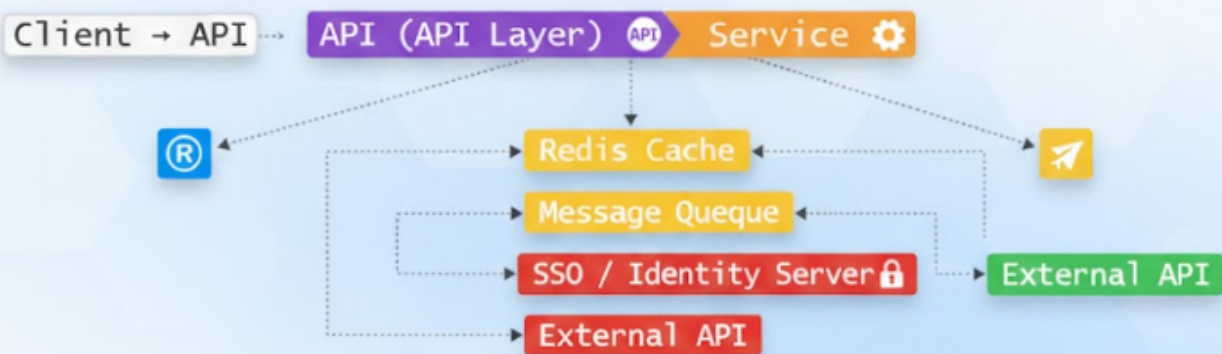 Client → API
API (API Layer) API Service
®
Redis Cache
Message Queque
SSO / Identity Server
External API
External API